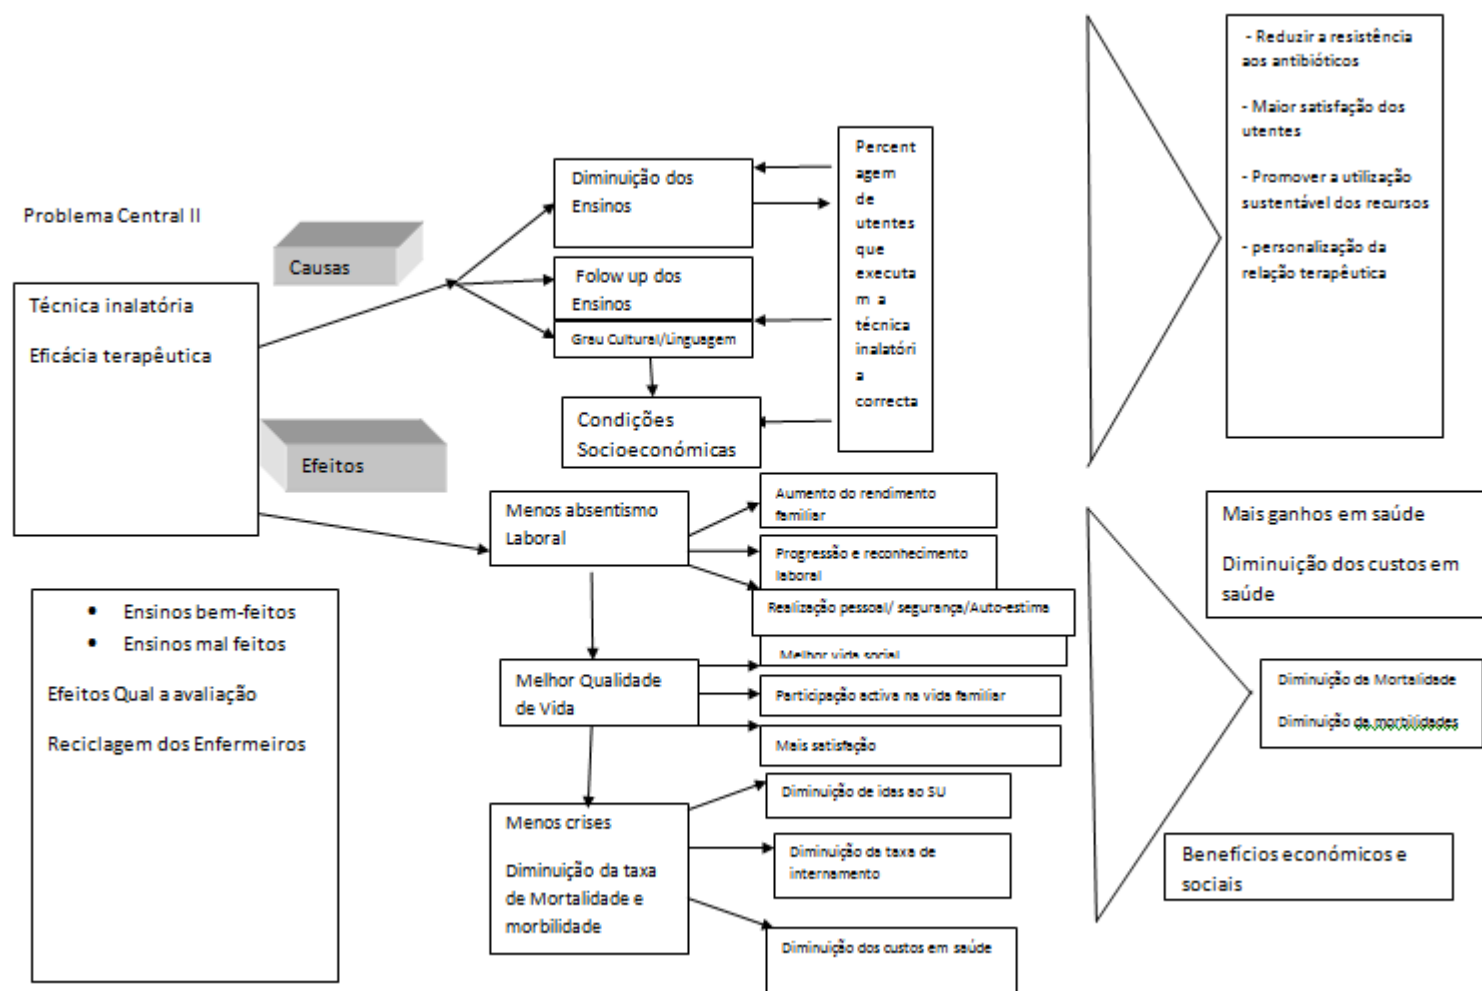 Problema Central II
Técnica inalatória
Eficácia terapêutica
Causas
Efeitos
Ensinos bem-feitos
Ensinos mal feitos
Efeitos Qual a avaliação
Reciclagem dos Enfermeiros
Diminuição dos
Ensinos
Folow up dos
Ensinos
Grau Cultural/Linguagem
Condições
Socioeconómicas
Percent
agem
de
utentes
que
executa
m a
técnica
inalatóri
a
correcta
Menos absentismo
Laboral
Aumento do rendimento
familiar
Progressão e reconhecimento
laboral
Realização pessoal/ segurança/Auto-estima
Melhor vida social
Melhor Qualidade
de Vida
Participação activa na vida familiar
Mais satisfação
Menos crises
Diminuição da taxa
de Mortalidade e
morbilidade
Diminuição de idas ao SU
Diminuição da taxa de
internamento
Diminuição dos custos em saúde
- Reduzir a resistência
aos antibióticos
- Maior satisfação dos
utentes
- Promover a utilização
sustentável dos recursos
- personalização da
relação terapêutica
Mais ganhos em saúde
Diminuição dos custos em
saúde
Diminuição da Mortalidade
Diminuição da morbilidades
Benefícios económicos e
sociais